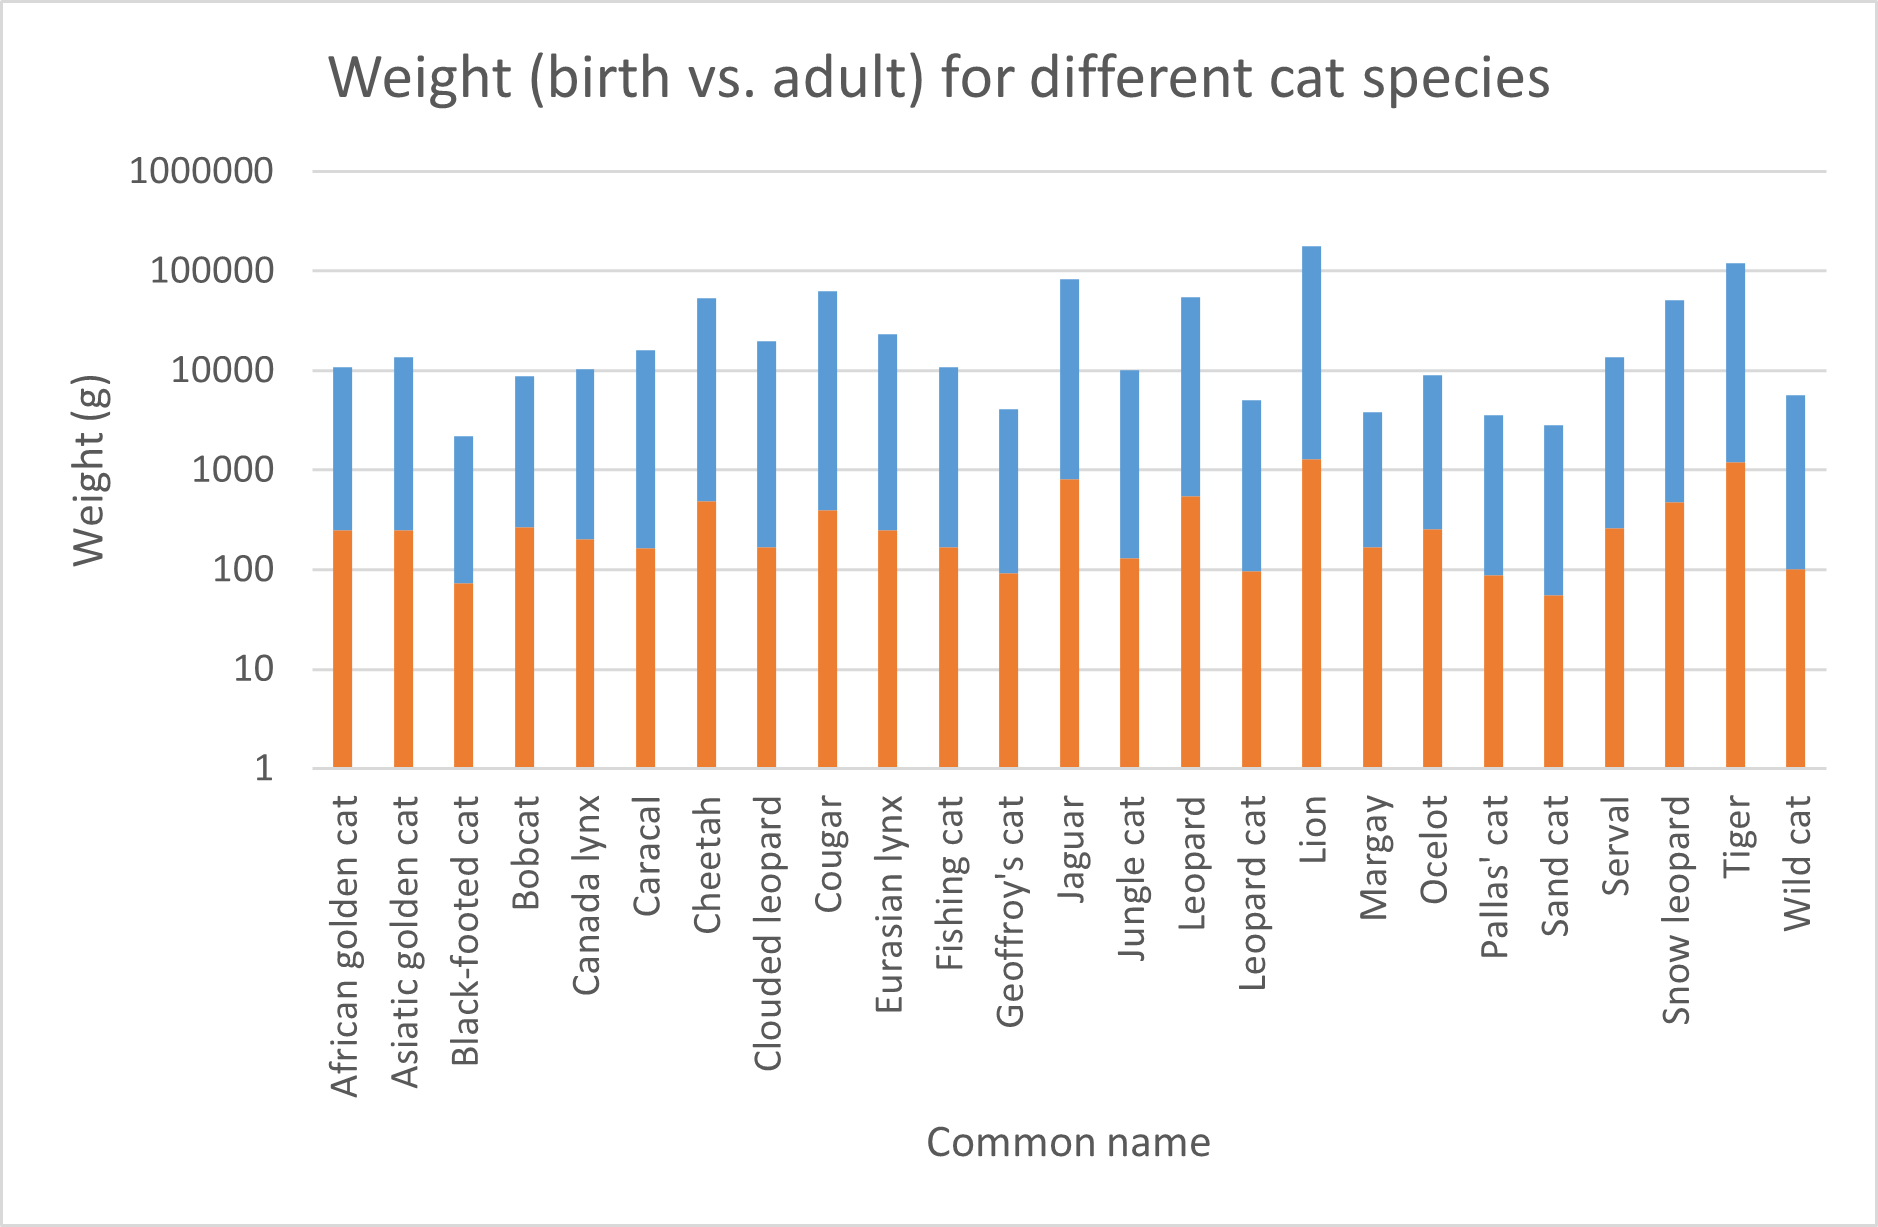 Weight (birth vs. adult) for different cat species
1000000
100000
10000
1000
100
10
1
Weight (g)
African golden cat
Asiatic golden cat
Black-footed cat
Bobcat
Canada lynx
Caracal
Cheetah
Clouded leopard
Cougar
Eurasian lynx
Fishing cat
Geoffroy's cat
Jaguar
Jungle cat
Leopard
Leopard cat
Lion
Margay
Ocelot
Pallas' cat
Sand cat
Serval
Snow leopard
Tiger
Wild cat
Common name